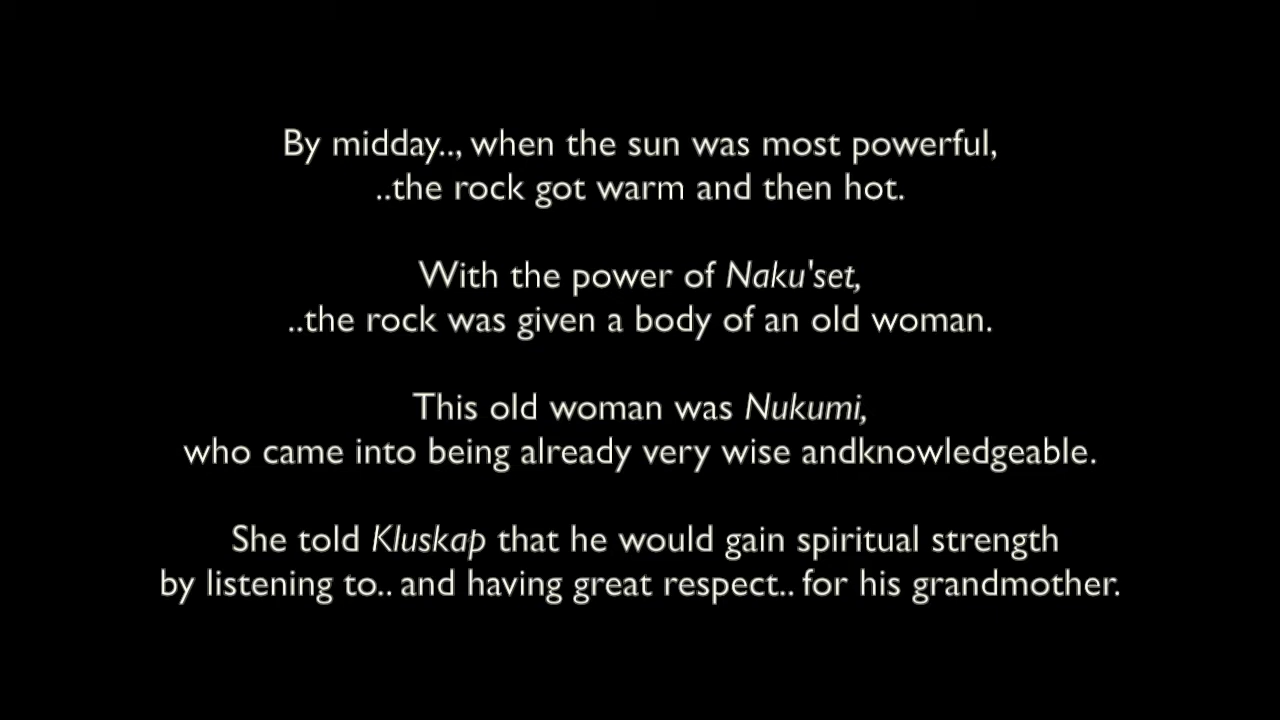 By midday.., when the sun was most powerful,
..the rock got warm and then hot.
With the power of Naku'set,
..the rock was given a body of an old woman.
This old woman was Nukumi,
who came into being already very wise andknowledgeable.
She told Kluskap that he would gain spiritual strength
by listening to.. and having great respect.. for his grandmother.